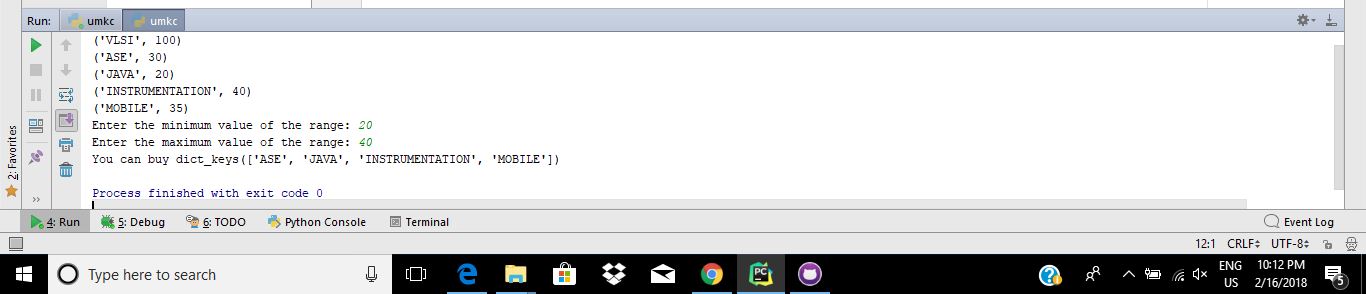 Run: umkc umkc
('VLSI', 100)
('ASE', 30)
('JAVA', 20)
('INSTRUMENTATION', 40)
('MOBILE', 35)
Enter the minimum value of the range: 20
Enter the maximum value of the range: 40
You can buy dict_keys(['ASE', 'JAVA', 'INSTRUMENTATION', 'MOBILE'])
Process finished with exit code 0
2: Favorites
>>
4: Run 5: Debug 6: TODO Python Console Terminal Event Log
12:1 CRLF UTF-8
Type here to search
PC
ENG 10:12 PM
US 2/16/2018
5